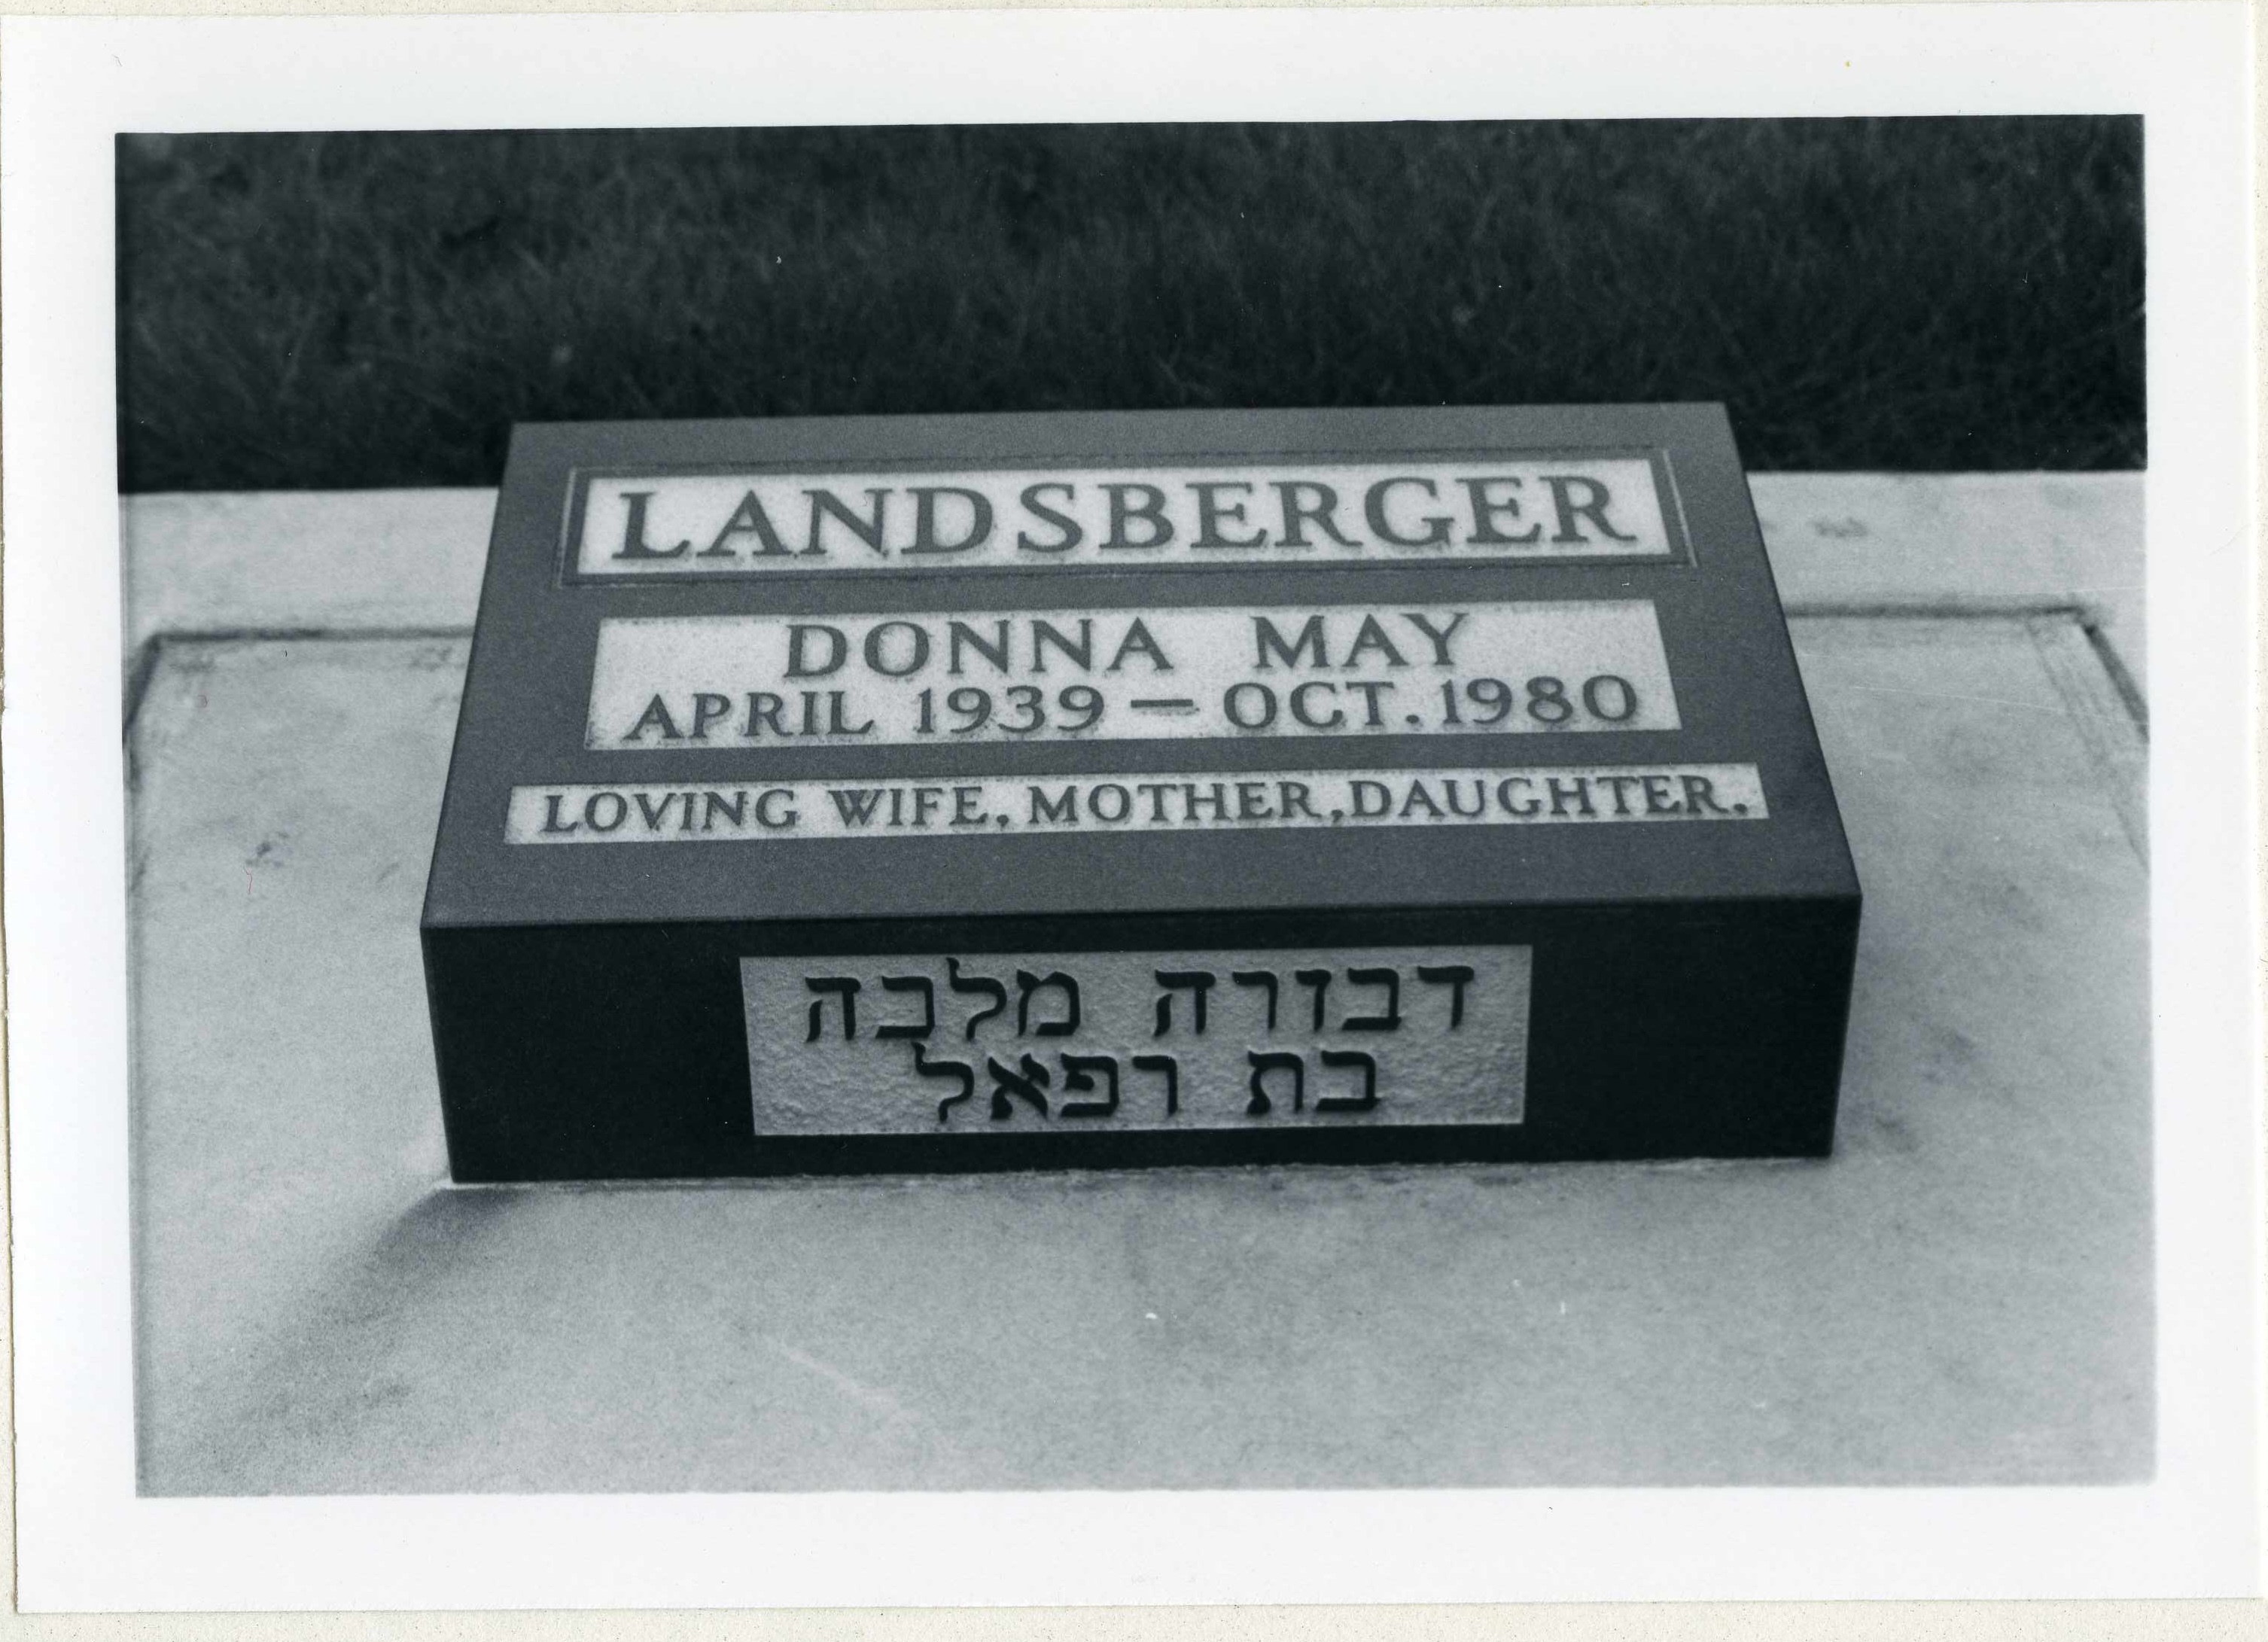 LANDSBERGER
DONNA MAY
APRIL 1939 — OCT. 1980
LOVING WIFE, MOTHER, DAUGHTER.
דבורה מלכה
בת רפאל